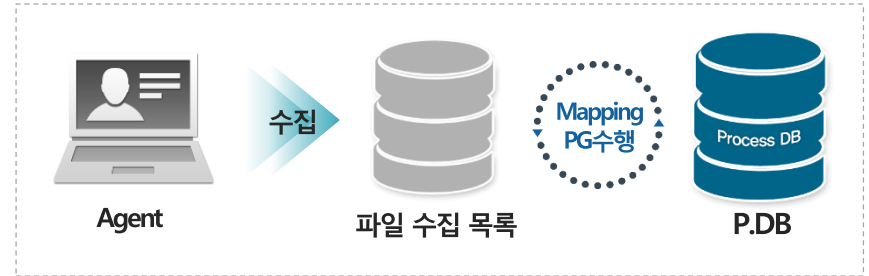 수집
Mapping
PG수행
Process DB
Agent
파일 수집 목록
P.DB